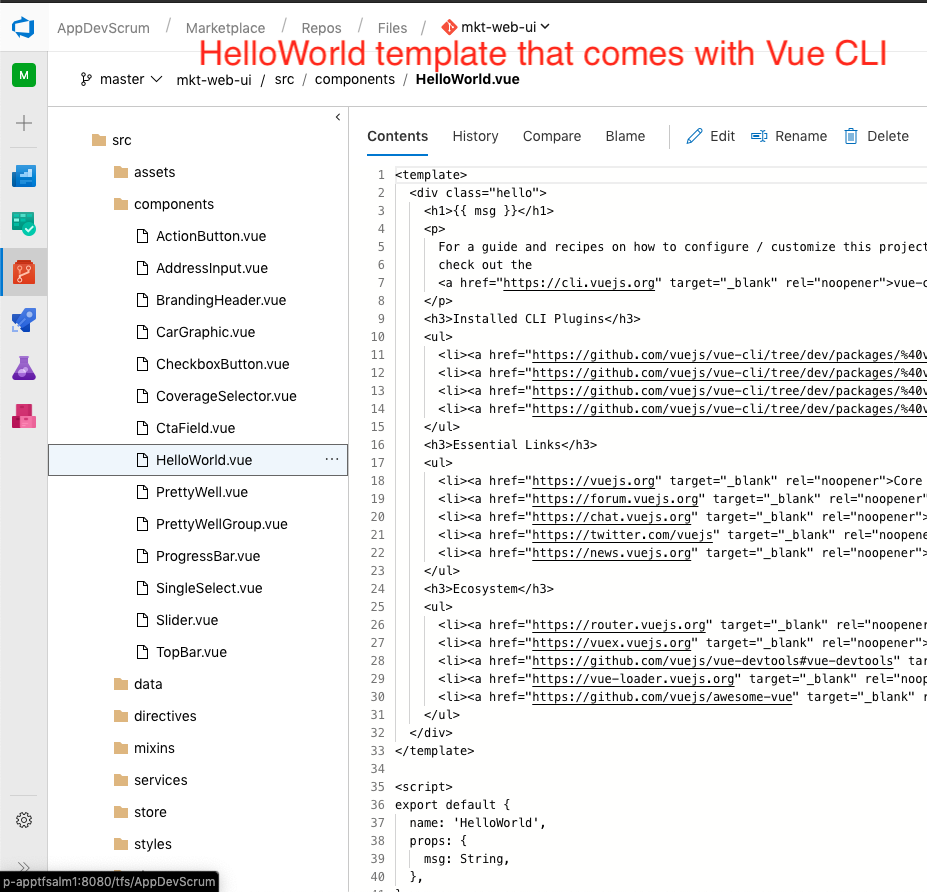 AppDevScrum / Marketplace / Repos / Files / mkt-web-ui
HelloWorld template that comes with Vue CLI
M
master mkt-web-ui / src / components / HelloWorld.vue
src
assets
components
ActionButton.vue
AddressInput.vue
BrandingHeader.vue
CarGraphic.vue
CheckboxButton.vue
CoverageSelector.vue
CtaField.vue
HelloWorld.vue ...
PrettyWell.vue
PrettyWellGroup.vue
ProgressBar.vue
SingleSelect.vue
Slider.vue
TopBar.vue
data
directives
mixins
services
store
styles
p-apptfsalm1:8080/tfs/AppDevScrum
Contents History Compare Blame Edit Rename Delete
1 <template>
2 <div class="hello">
3 <h1>{{ msg }}</h1>
4 <p>
5 For a guide and recipes on how to configure / customize this project
6 check out the
7 <a href="https://cli.vuejs.org" target="_blank" rel="noopener">vue-c
8 </p>
9 <h3>Installed CLI Plugins</h3>
10 <ul>
11 <li><a href="https://github.com/vuejs/vue-cli/tree/dev/packages/%40v
12 <li><a href="https://github.com/vuejs/vue-cli/tree/dev/packages/%40v
13 <li><a href="https://github.com/vuejs/vue-cli/tree/dev/packages/%40v
14 <li><a href="https://github.com/vuejs/vue-cli/tree/dev/packages/%40v
15 </ul>
16 <h3>Essential Links</h3>
17 <ul>
18 <li><a href="https://vuejs.org" target="_blank" rel="noopener">Core
19 <li><a href="https://forum.vuejs.org" target="_blank" rel="noopener"
20 <li><a href="https://chat.vuejs.org" target="_blank" rel="noopener">
21 <li><a href="https://twitter.com/vuejs" target="_blank" rel="noopene
22 <li><a href="https://news.vuejs.org" target="_blank" rel="noopener">
23 </ul>
24 <h3>Ecosystem</h3>
25 <ul>
26 <li><a href="https://router.vuejs.org" target="_blank" rel="noopener
27 <li><a href="https://vuex.vuejs.org" target="_blank" rel="noopener">
28 <li><a href="https://github.com/vuejs/vue-devtools#vue-devtools" tar
29 <li><a href="https://vue-loader.vuejs.org" target="_blank" rel="noop
30 <li><a href="https://github.com/vuejs/awesome-vue" target="_blank" r
31 </ul>
32 </div>
33 </template>
34
35 <script>
36 export default {
37 name: 'HelloWorld',
38 props: {
39 msg: String,
40 },